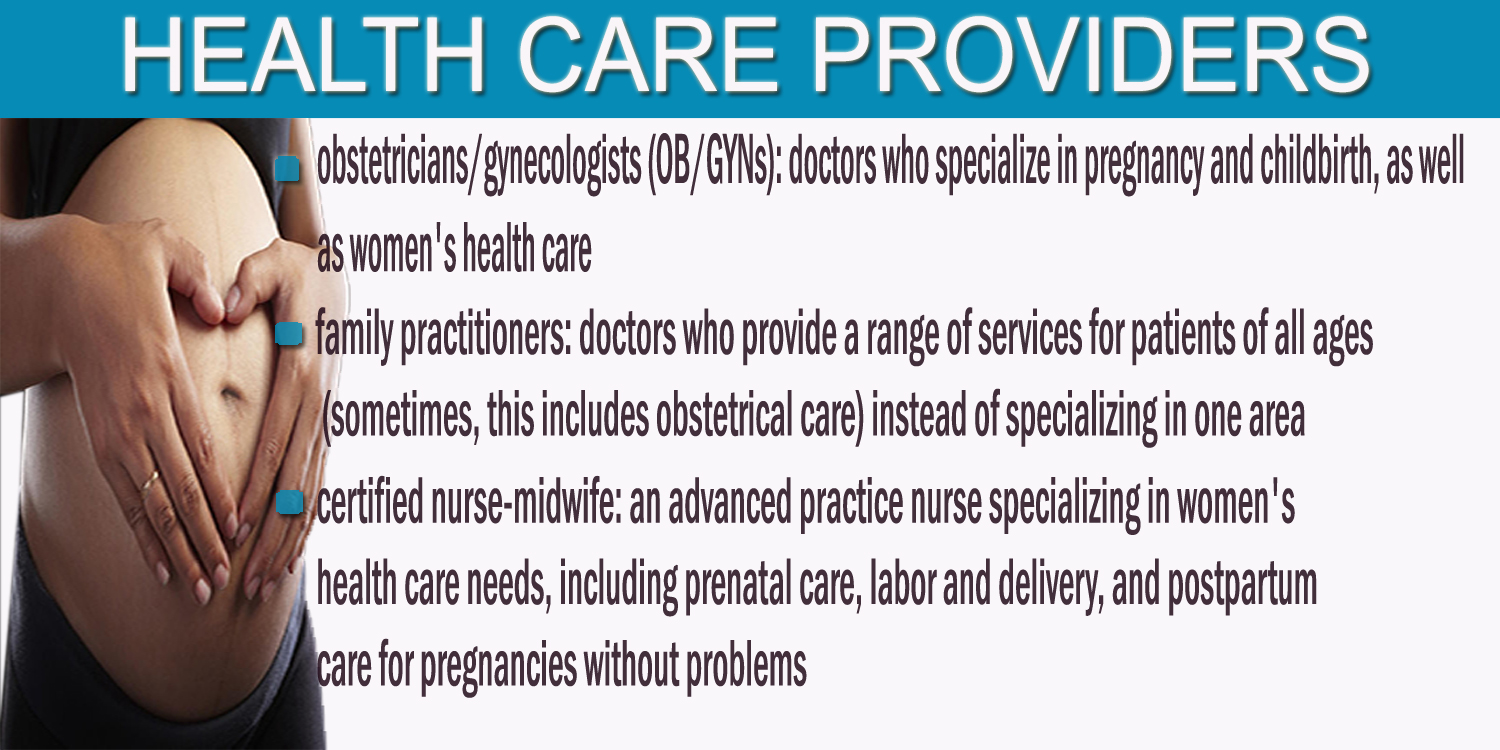 HEALTH CARE PROVIDERS
obstetricians/gynecologists (OB/GYNs): doctors who specialize in pregnancy and childbirth, as well
as women's health care
family practitioners: doctors who provide a range of services for patients of all ages
(sometimes, this includes obstetrical care) instead of specializing in one area
certified nurse-midwife: an advanced practice nurse specializing in women's
health care needs, including prenatal care, labor and delivery, and postpartum
care for pregnancies without problems